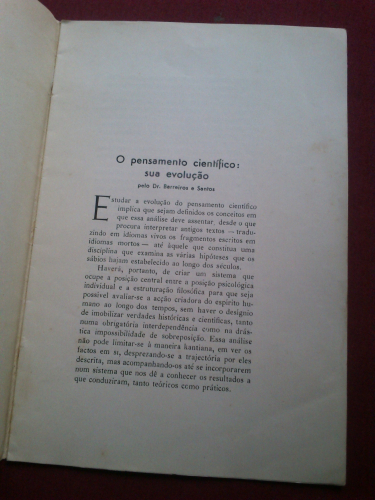 O pensamento científico:
sua evolução
pelo Dr. Barreiros e Santos
Estudar a evolução do pensamento científico
implica que sejam definidos os conceitos em
que essa análise deve assentar, desde o que
procura interpretar antigos textos — tradu-
zindo em idiomas vivos os fragmentos escritos em
idiomas mortos — até àquele que constitue uma
disciplina que examina as várias hipóteses que os
sábios hajam estabelecido ao longo dos séculos.
Haverá, portanto, de criar um sistema que
ocupe a posição central entre a posição psicológica
individual e a estruturação filosófica para que seja
possível avaliar-se a acção criadora do espírito hu-
mano ao longo dos tempos, sem haver o desígnio
de imobilizar verdades históricas e científicas, tanto
numa obrigatória interdependência como na drás-
tica impossibilidade de sobreposição. Essa análise
não pode limitar-se à maneira kantiana, em ver os
factos em si, desprezando-se a trajectória por eles
descrita, mas acompanhando-os até se incorporarem
num sistema que nos dê a conhecer os resultados a
que conduziram, tanto teóricos como práticos.